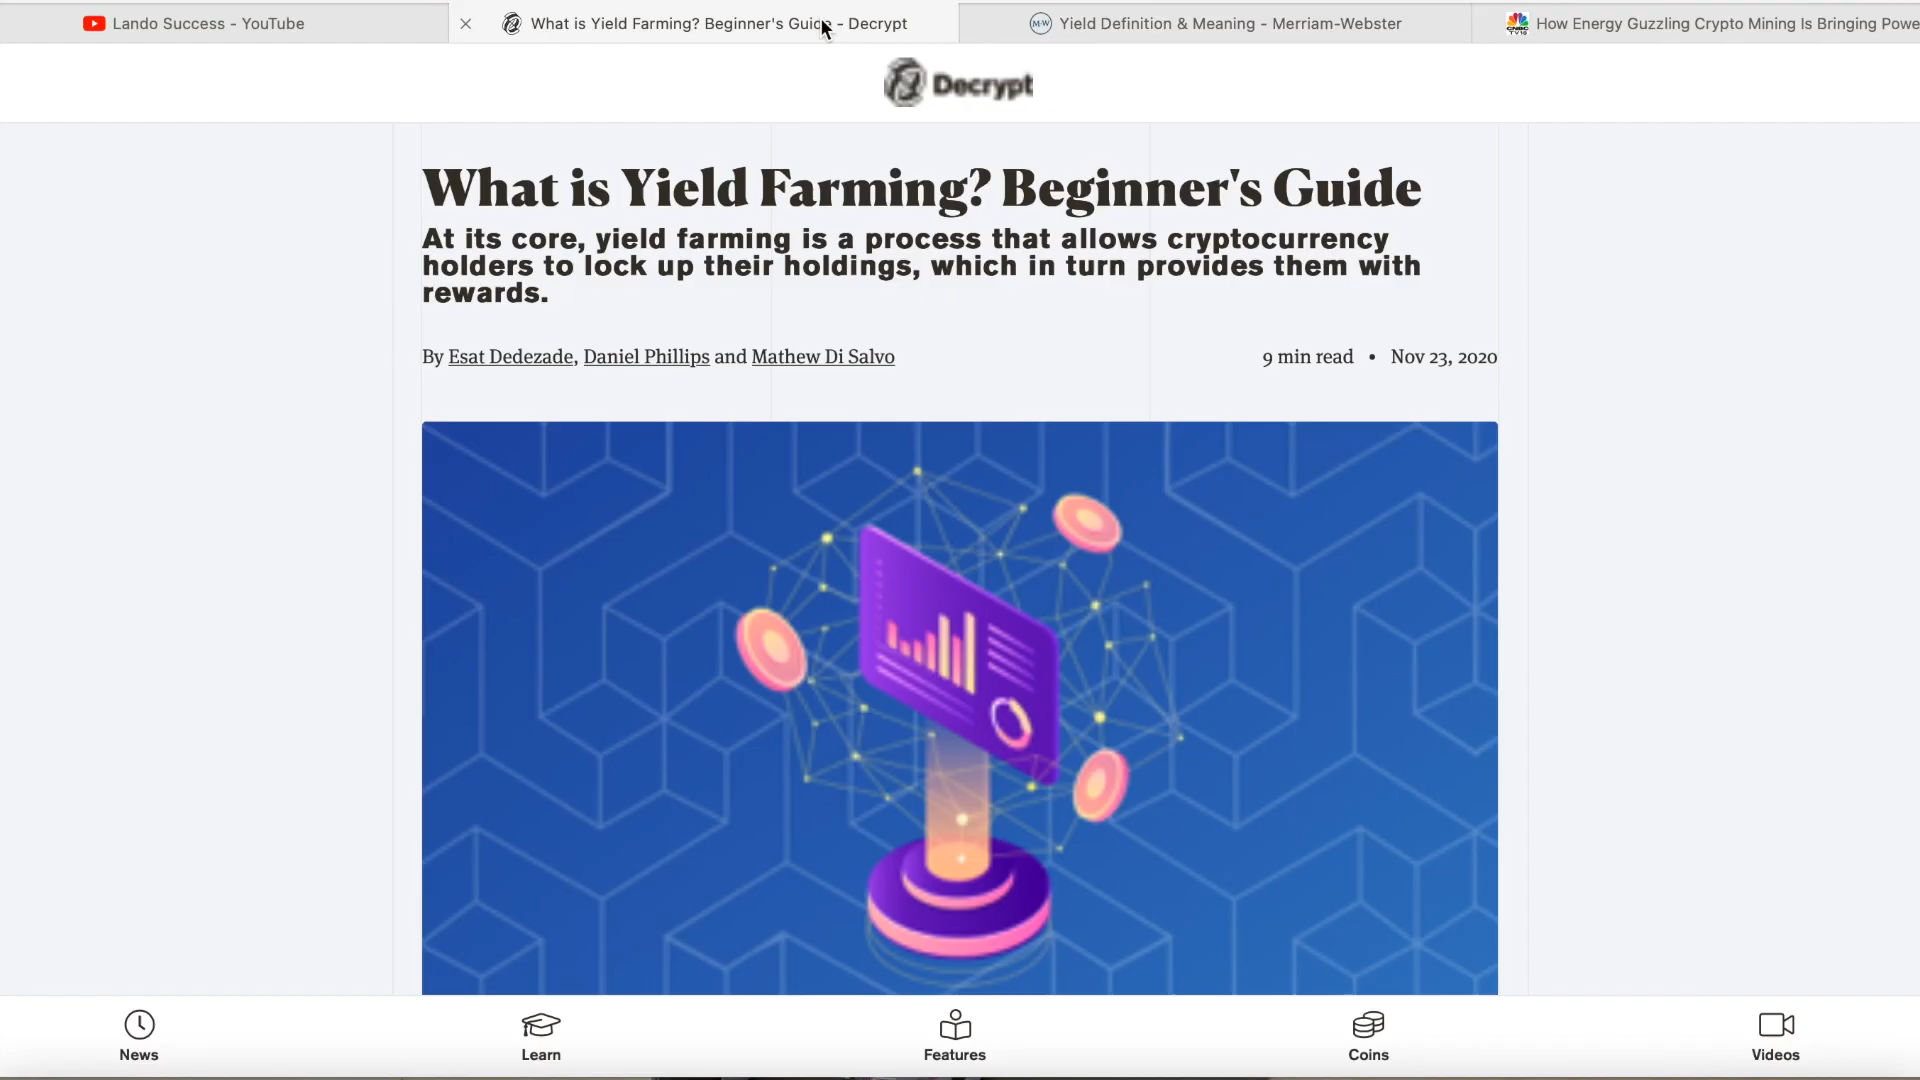 Lando Success - YouTube
What is Yield Farming? Beginner's Guide - Decrypt
Yield Definition & Meaning - Merriam-Webster
How Energy Guzzling Crypto Mining Is Bringing Powe
Decrypt
What is Yield Farming? Beginner's Guide
At its core, yield farming is a process that allows cryptocurrency
holders to lock up their holdings, which in turn provides them with
rewards.
By Esat Dedezade, Daniel Phillips and Mathew Di Salvo
9 min read • Nov 23, 2020
News
Learn
Features
Coins
Videos